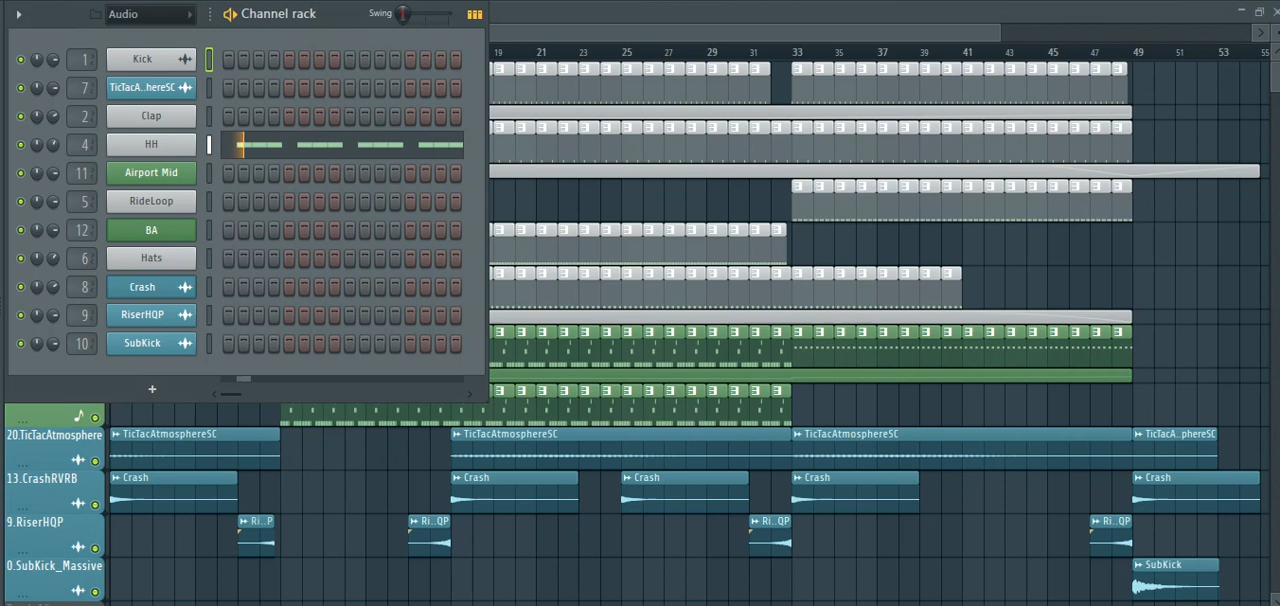 Audio
Channel rack
Swing
19 21 23 25 27 29 31 33 35 37 39 41 43 45 47 49 51 53 55
1 Kick
7 TicTacA..hereSC
2 Clap
4 HH
11 Airport Mid
5 RideLoop
12 BA
6 Hats
8 Crash
9 RiserHQP
10 SubKick
+
...
20.TicTacAtmosphere
TicTacAtmosphereSC TicTacAtmosphereSC TicTacAtmosphereSC TicTacA..phereSC
...
13.CrashRVRB
Crash Crash Crash Crash Crash
...
9.RiserHQP
Ri..P Ri..QP Ri..QP Ri..QP
...
0.SubKick_Massive
SubKick
...